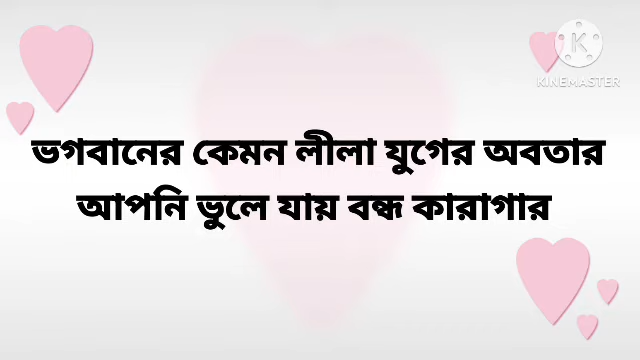 KINEMASTER
ভগবানের কেমন লীলা যুগের অবতার
আপনি ভুলে যায় বন্ধ কারাগার